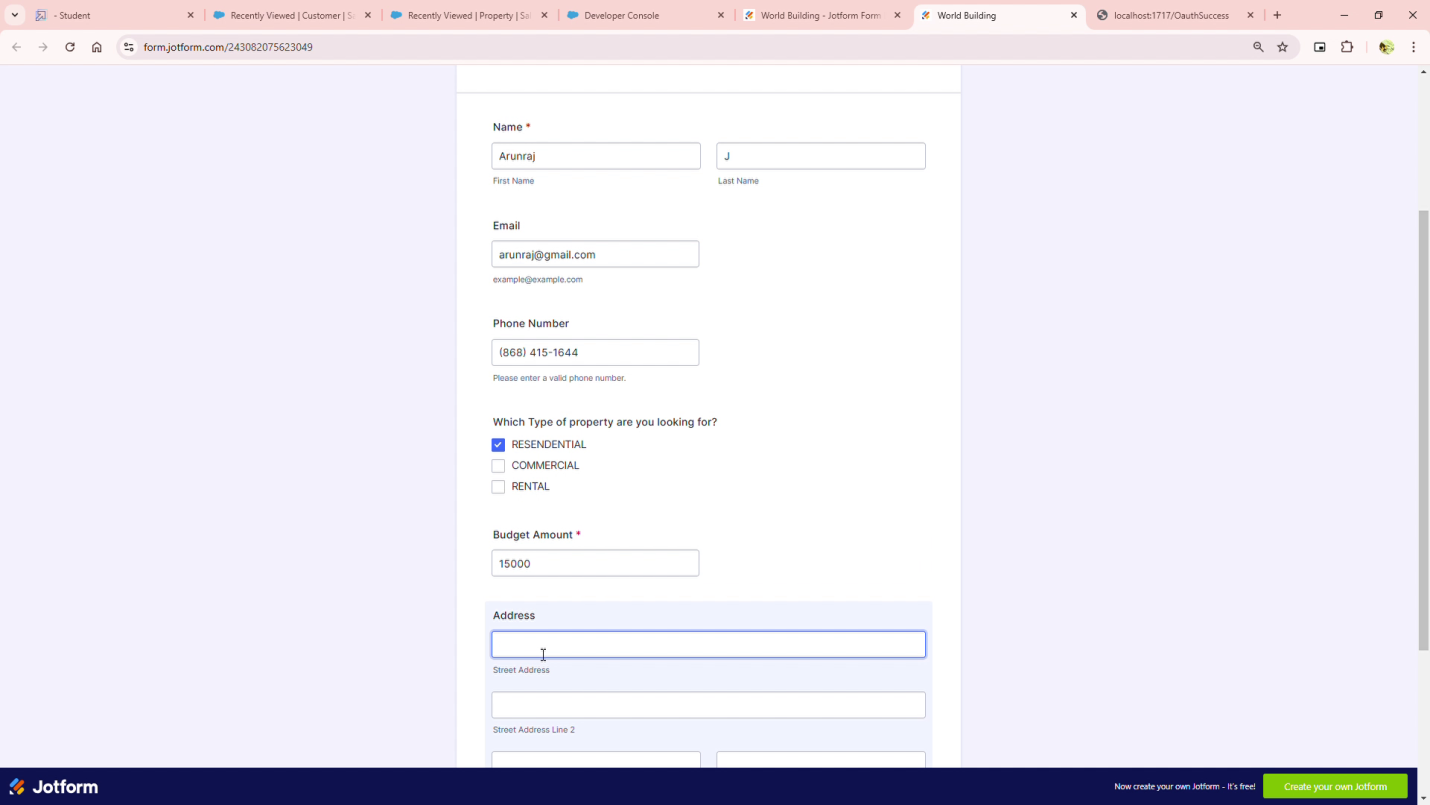 - Student
Recently Viewed | Customer | Sa
Recently Viewed | Property | Sal
Developer Console
World Building - Jotform Form
World Building
localhost:1717/OauthSuccess
form.jotform.com/243082075623049
Name *
Arunraj
J
First Name
Last Name
Email
arunraj@gmail.com
example@example.com
Phone Number
(868) 415-1644
Please enter a valid phone number.
Which Type of property are you looking for?
RESENDENTIAL
COMMERCIAL
RENTAL
Budget Amount *
15000
Address
Street Address
Street Address Line 2
Jotform
Now create your own Jotform - It's free!
Create your own Jotform